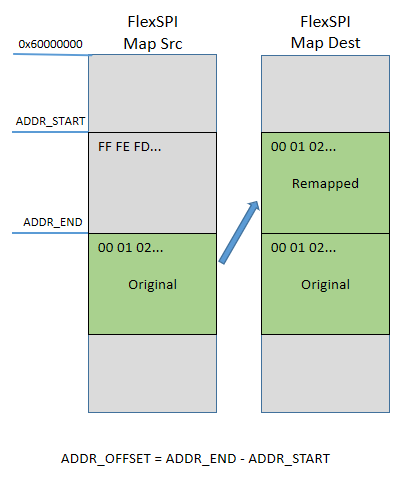 FlexSPI
Map Src
FlexSPI
Map Dest
0x60000000
ADDR_START
FF FE FD...
00 01 02...
Remapped
ADDR_END
00 01 02...
Original
00 01 02...
Original
ADDR_OFFSET = ADDR_END - ADDR_START